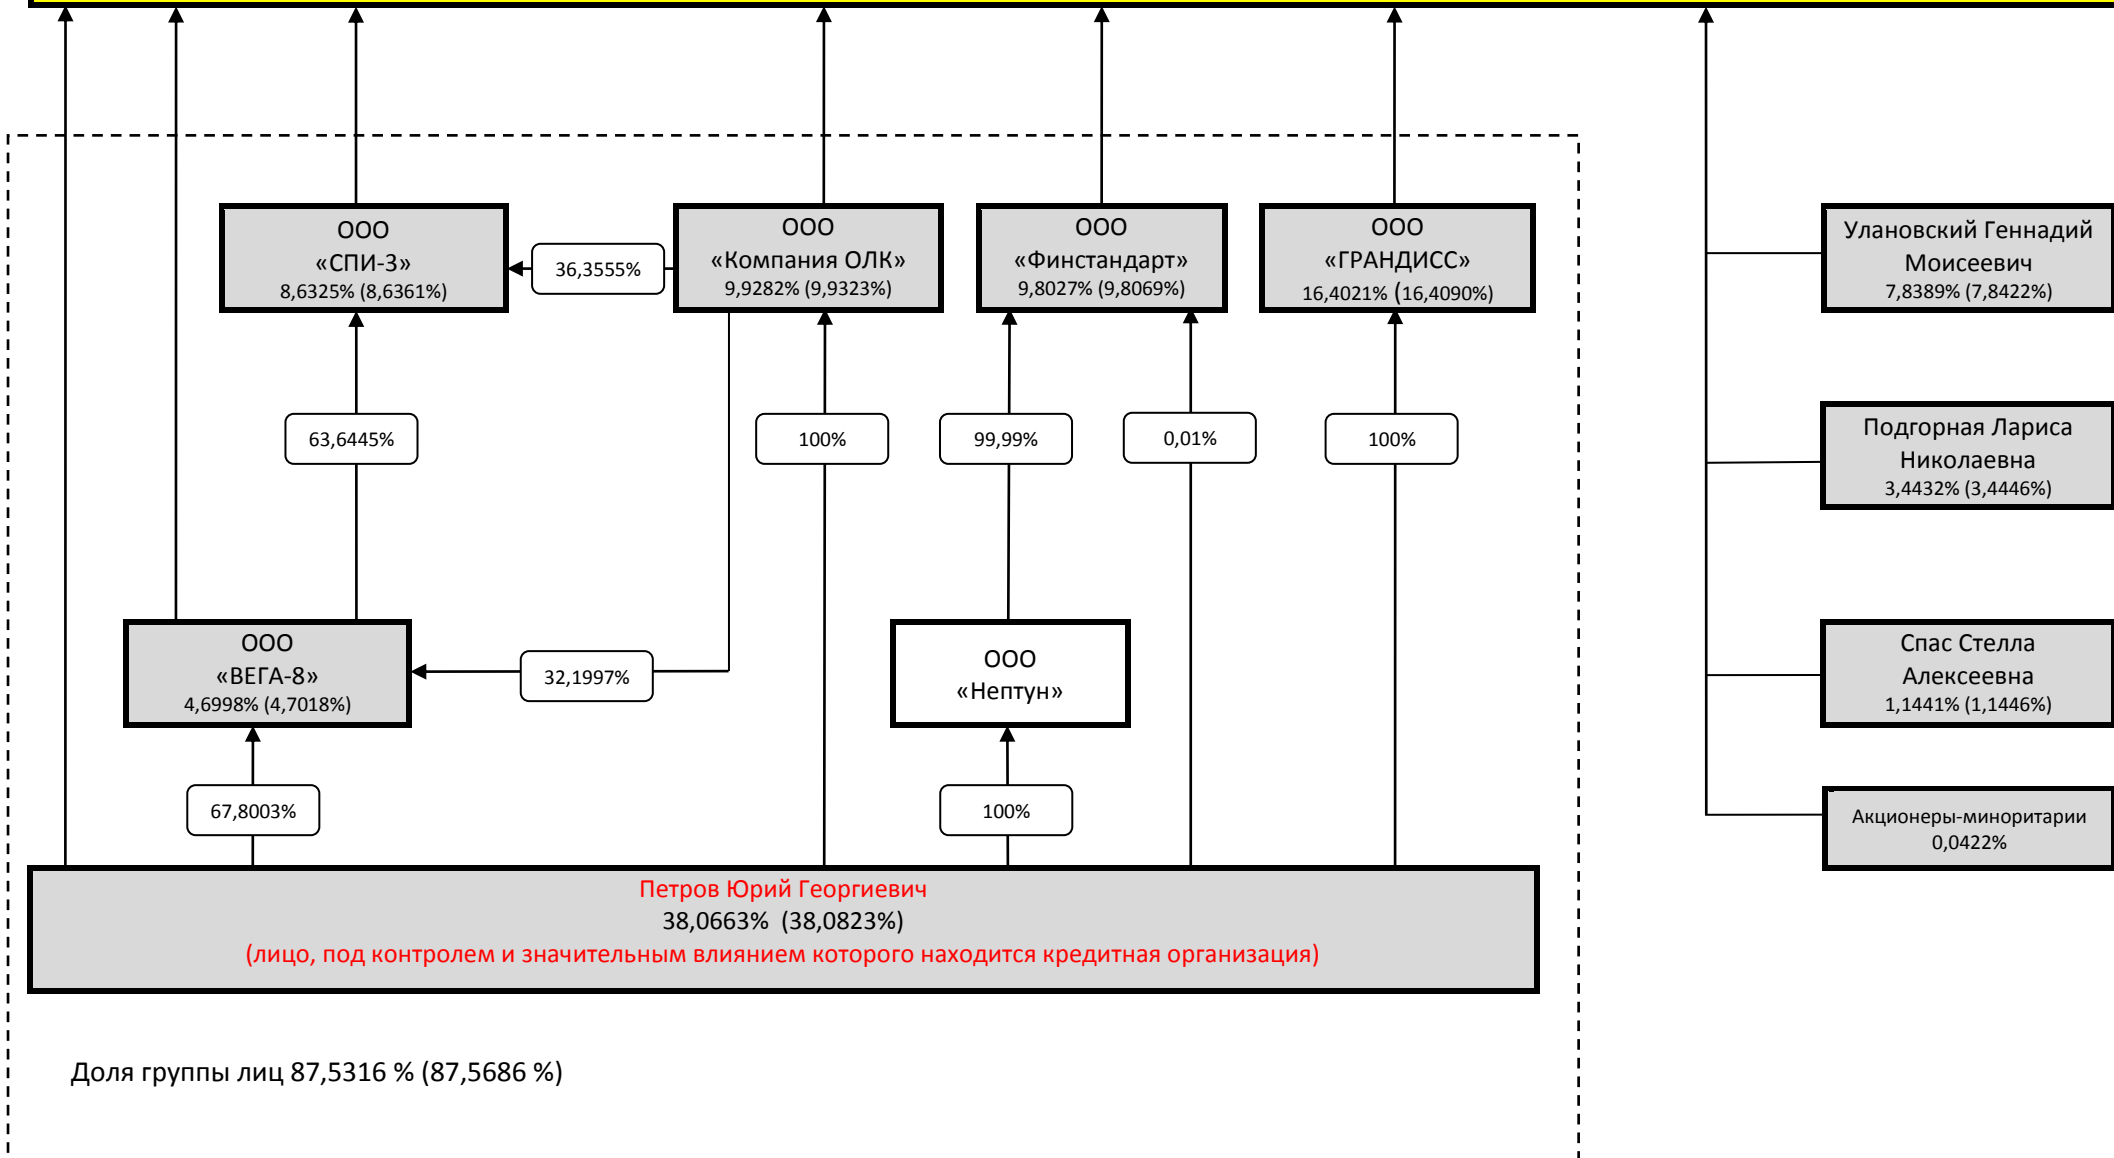 ООО
«СПИ-3»
8,6325% (8,6361%)
36,3555%
ООО
«Компания ОЛК»
9,9282% (9,9323%)
ООО
«Финстандарт»
9,8027% (9,8069%)
ООО
«ГРАНДИСС»
16,4021% (16,4090%)
Улановский Геннадий
Моисеевич
7,8389% (7,8422%)
63,6445%
100%
99,99%
0,01%
100%
Подгорная Лариса
Николаевна
3,4432% (3,4446%)
ООО
«ВЕГА-8»
4,6998% (4,7018%)
32,1997%
ООО
«Нептун»
Спас Стелла
Алексеевна
1,1441% (1,1446%)
67,8003%
100%
Акционеры-миноритарии
0,0422%
Петров Юрий Георгиевич
38,0663% (38,0823%)
(лицо, под контролем и значительным влиянием которого находится кредитная организация)
Доля группы лиц 87,5316 % (87,5686 %)